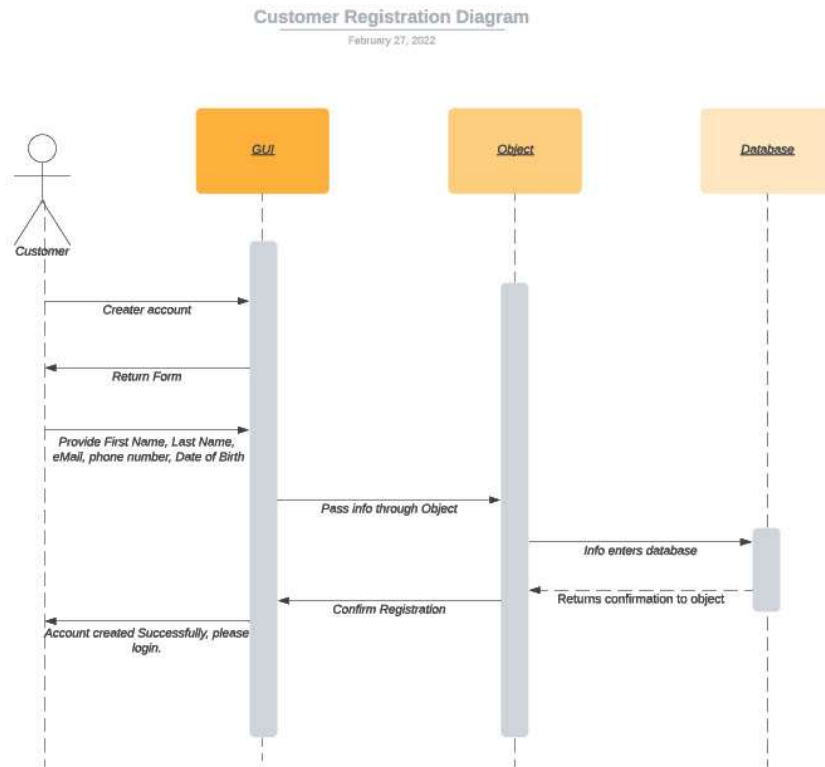 Customer Registration Diagram
February 27, 2022
GUI
Object
Database
Customer
Creater account
Return Form
Provide First Name, Last Name,
eMail, phone number, Date of Birth
Pass info through Object
Info enters database
Returns confirmation to object
Confirm Registration
Account created Successfully, please
login.